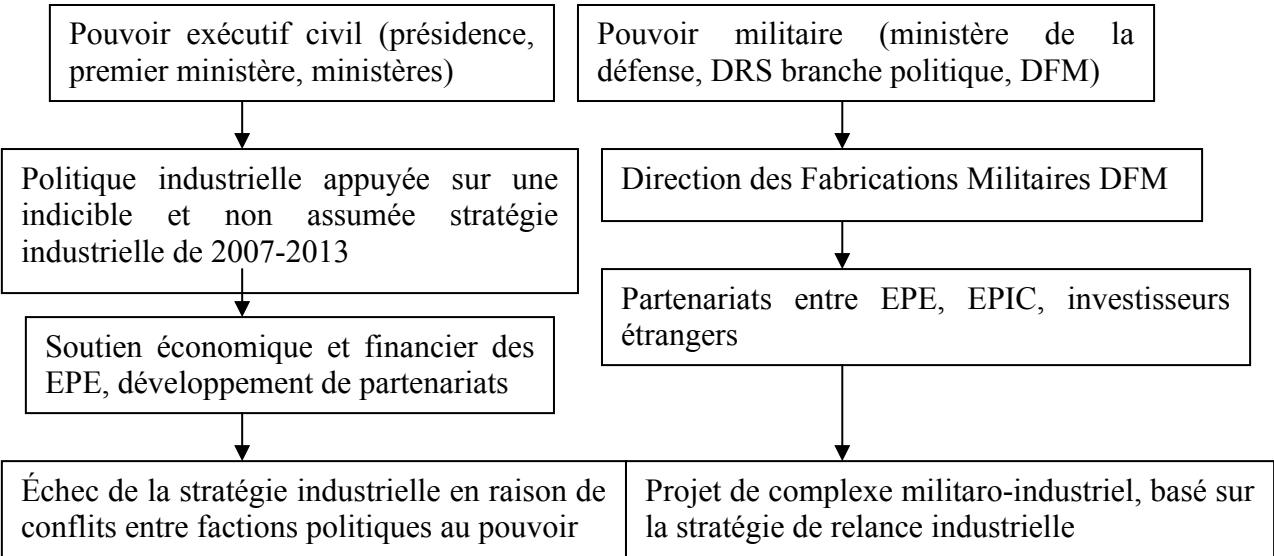 Pouvoir exécutif civil (présidence,
premier ministère, ministères)
Pouvoir militaire (ministère de la
défense, DRS branche politique, DFM)
Politique industrielle appuyée sur une
indicible et non assumée stratégie
industrielle de 2007-2013
Direction des Fabrications Militaires DFM
Partenariats entre EPE, EPIC, investisseurs
étrangers
Soutien économique et financier des
EPE, développement de partenariats
Échec de la stratégie industrielle en raison de
conflits entre factions politiques au pouvoir
Projet de complexe militaro-industriel, basé sur
la stratégie de relance industrielle